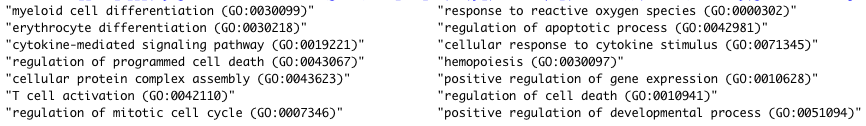 "myeloid cell differentiation (GO:0030099)" "response to reactive oxygen species (GO:0000302)"
"erythrocyte differentiation (GO:0030218)" "regulation of apoptotic process (GO:0042981)"
"cytokine-mediated signaling pathway (GO:0019221)" "cellular response to cytokine stimulus (GO:0071345)"
"regulation of programmed cell death (GO:0043067)" "hemopoiesis (GO:0030097)"
"cellular protein complex assembly (GO:0043623)" "positive regulation of gene expression (GO:0010628)"
"T cell activation (GO:0042110)" "regulation of cell death (GO:0010941)"
"regulation of mitotic cell cycle (GO:0007346)" "positive regulation of developmental process (GO:0051094)"